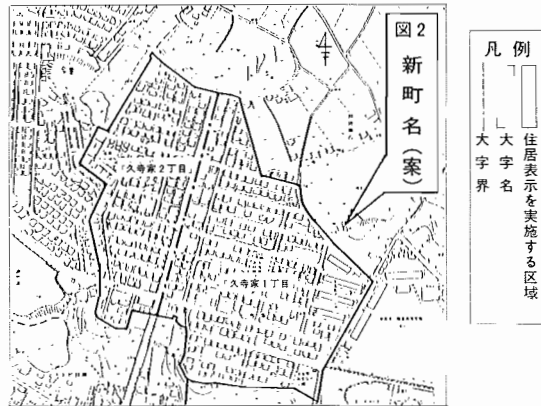 図2
新町名(案)
久寺家2丁目
久寺家1丁目
凡例
住居表示を実施する区域
大字名
大字界